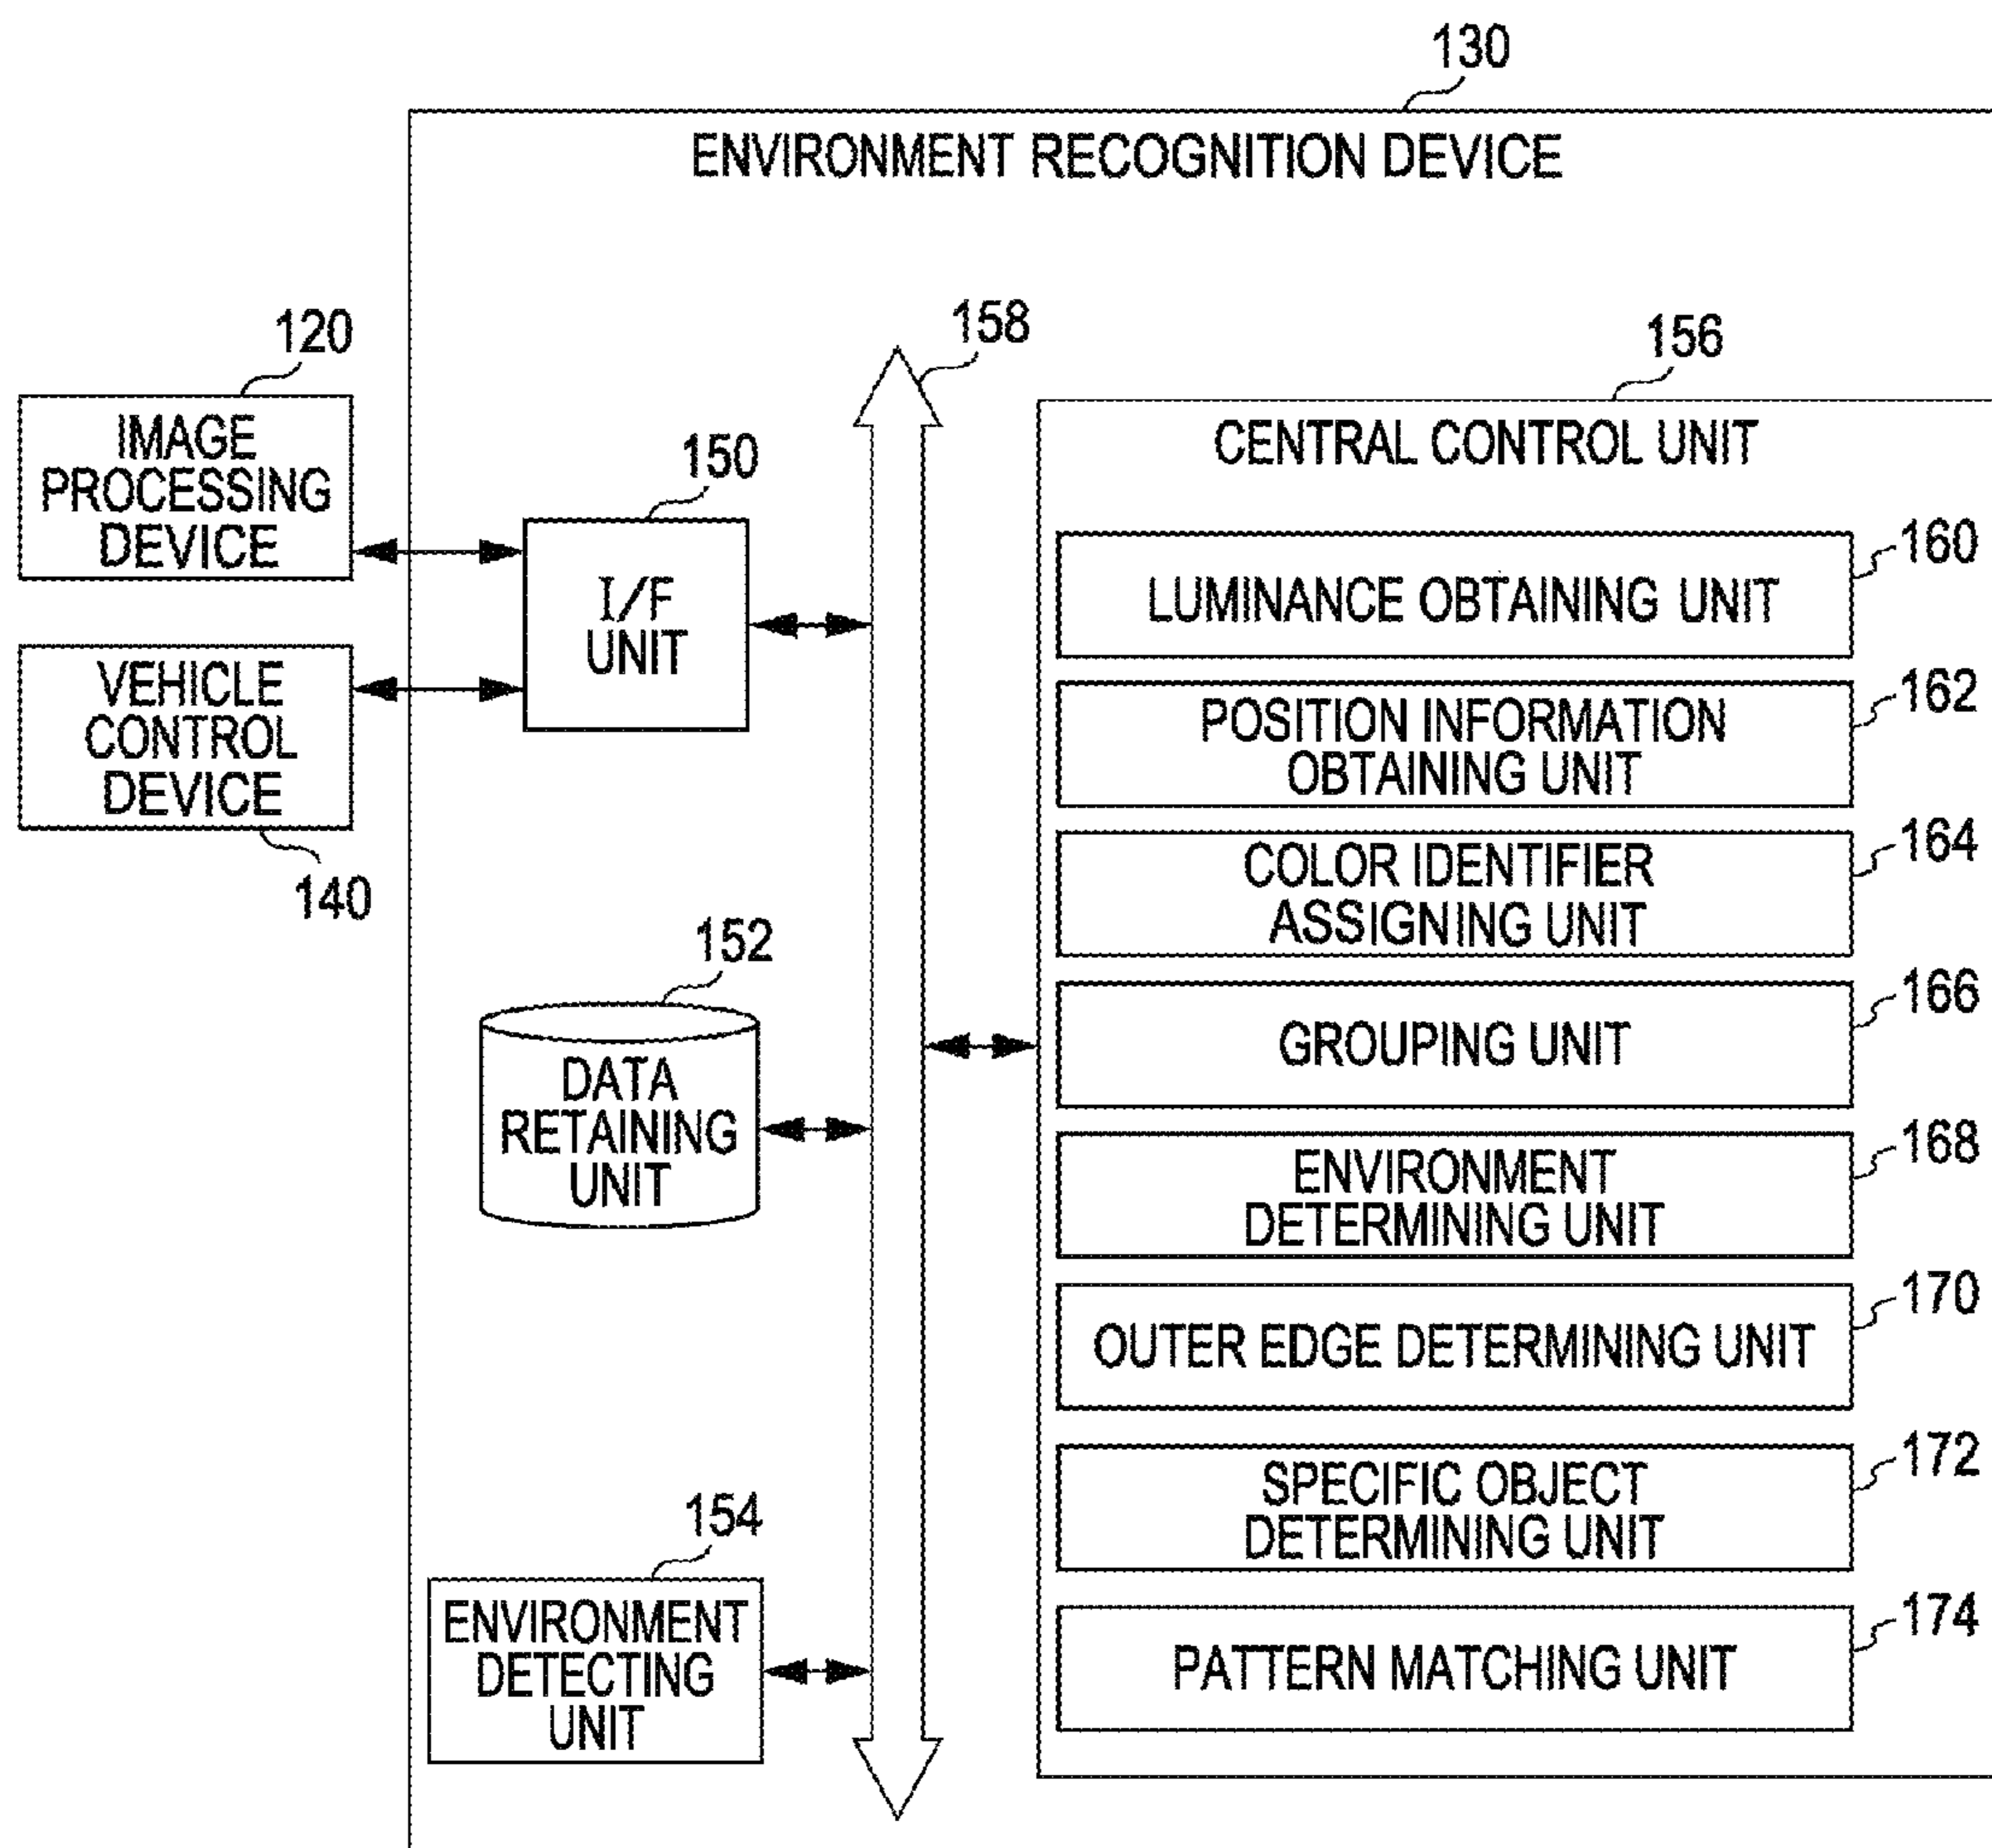 130
ENVIRONMENT RECOGNITION DEVICE
120
IMAGE
PROCESSING
DEVICE
VEHICLE
CONTROL
DEVICE
140
150
I/F
UNIT
158
152
DATA
RETAINING
UNIT
154
ENVIRONMENT
DETECTING
UNIT
156
CENTRAL CONTROL UNIT
160
LUMINANCE OBTAINING UNIT
162
POSITION INFORMATION
OBTAINING UNIT
164
COLOR IDENTIFIER
ASSIGNING UNIT
166
GROUPING UNIT
168
ENVIRONMENT
DETERMINING UNIT
170
OUTER EDGE DETERMINING UNIT
172
SPECIFIC OBJECT
DETERMINING UNIT
174
PATTERN MATCHING UNIT